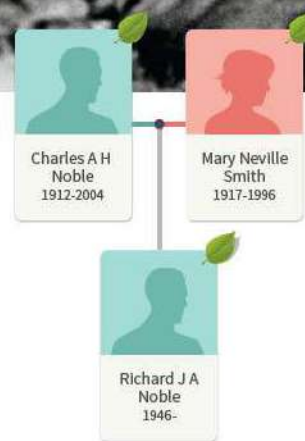 Charles A H
Noble
1912-2004
Mary Neville
Smith
1917-1996
Richard J A
Noble
1946-